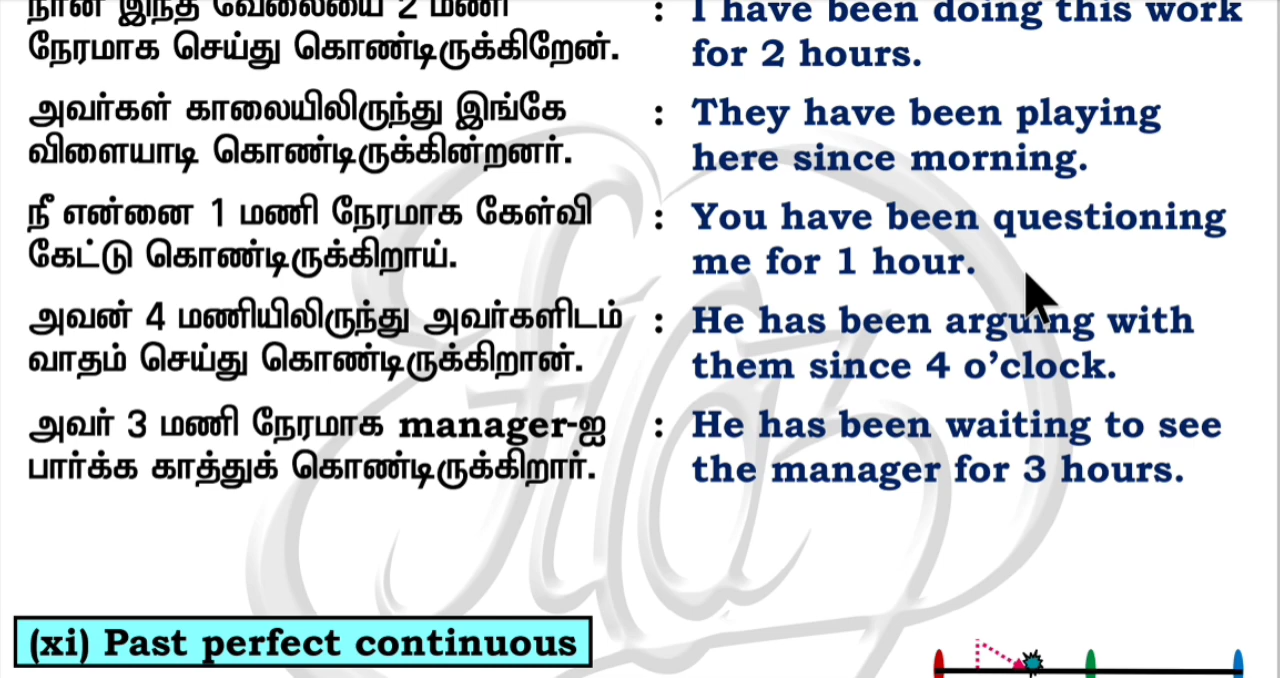 நான் இந்த வேலையை 2 மணி
நேரமாக செய்து கொண்டிருக்கிறேன்.
: I have been doing this work
for 2 hours.
அவர்கள் காலையிலிருந்து இங்கே
விளையாடி கொண்டிருக்கின்றனர்.
: They have been playing
here since morning.
நீ என்னை 1 மணி நேரமாக கேள்வி
கேட்டு கொண்டிருக்கிறாய்.
: You have been questioning
me for 1 hour.
அவன் 4 மணியிலிருந்து அவர்களிடம்
வாதம் செய்து கொண்டிருக்கிறான்.
: He has been arguing with
them since 4 o’clock.
அவர் 3 மணி நேரமாக manager-ஐ
பார்க்க காத்துக் கொண்டிருக்கிறார்.
: He has been waiting to see
the manager for 3 hours.
(xi) Past perfect continuous